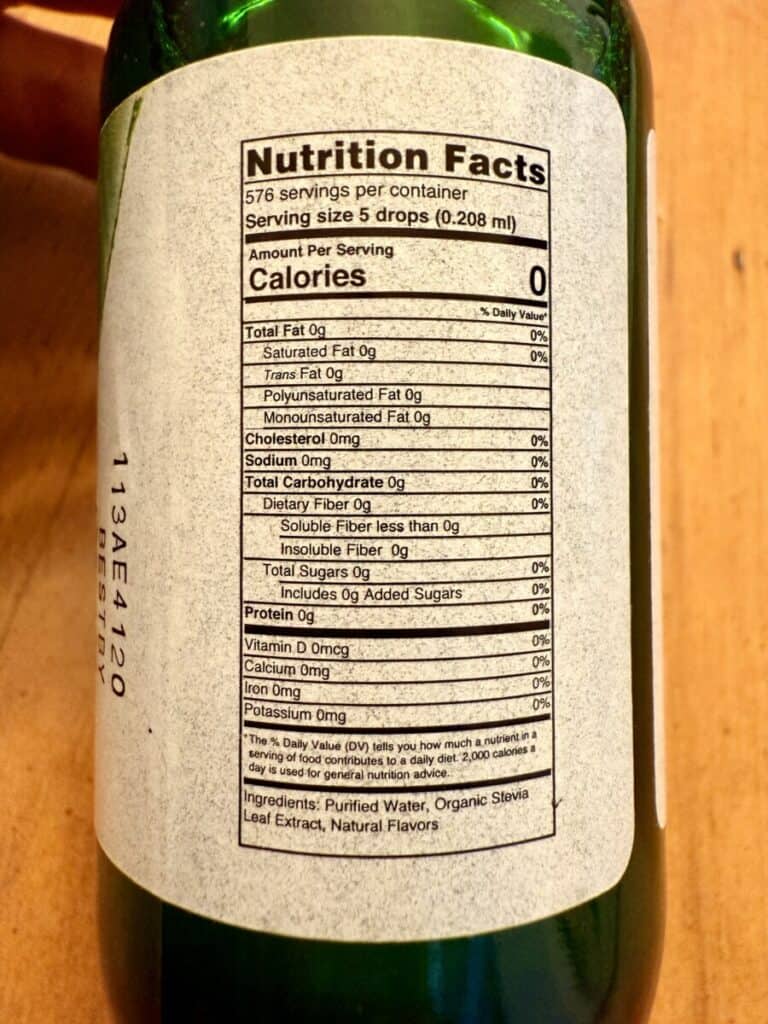 Nutrition Facts
576 servings per container
Serving size 5 drops (0.208 ml)
Amount Per Serving
Calories 0
% Daily Value*
Total Fat 0g 0%
Saturated Fat 0g 0%
Trans Fat 0g
Polyunsaturated Fat 0g
Monounsaturated Fat 0g
Cholesterol 0mg 0%
Sodium 0mg 0%
Total Carbohydrate 0g 0%
Dietary Fiber 0g 0%
Soluble Fiber less than 0g
Insoluble Fiber 0g
Total Sugars 0g 0%
Includes 0g Added Sugars 0%
Protein 0g 0%
Vitamin D 0mcg 0%
Calcium 0mg 0%
Iron 0mg 0%
Potassium 0mg 0%
*The % Daily Value (DV) tells you how much a nutrient in a
serving of food contributes to a daily diet. 2,000 calories a
day is used for general nutrition advice.
Ingredients: Purified Water, Organic Stevia
Leaf Extract, Natural Flavors
113AE4120